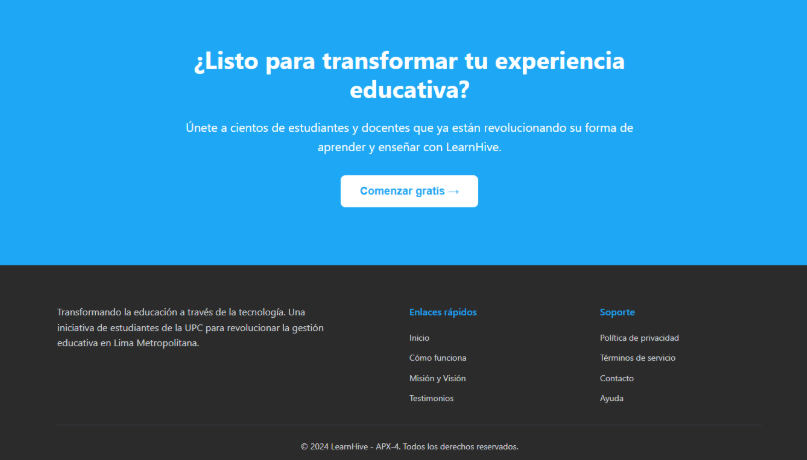 ¿Listo para transformar tu experiencia
educativa?
Únete a cientos de estudiantes y docentes que ya están revolucionando su forma de
aprender y enseñar con LearnHive.
Comenzar gratis →
Transformando la educación a través de la tecnología. Una
iniciativa de estudiantes de la UPC para revolucionar la gestión
educativa en Lima Metropolitana.
Enlaces rápidos
Inicio
Cómo funciona
Misión y Visión
Testimonios
Soporte
Política de privacidad
Términos de servicio
Contacto
Ayuda
© 2024 LearnHive - APX-4. Todos los derechos reservados.